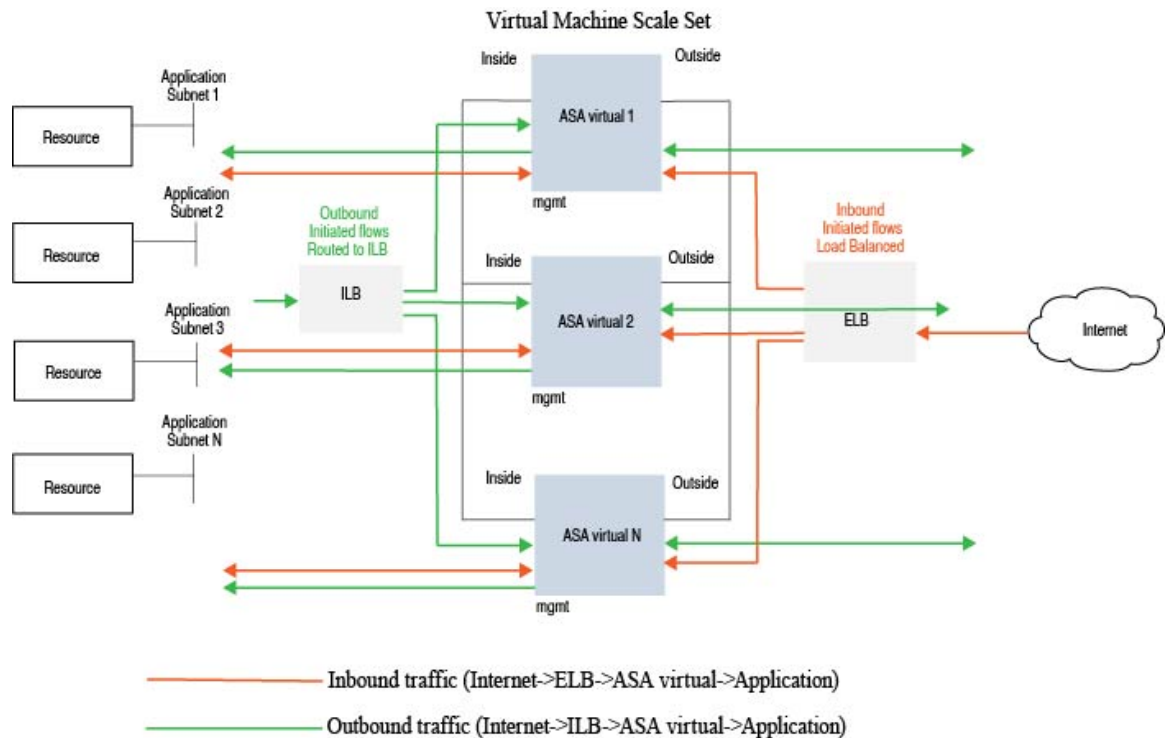 Virtual Machine Scale Set
Inside
Outside
Application
Subnet 1
Resource
ASA virtual 1
mgmt
Application
Subnet 2
Resource
Outbound
Initiated flows
Routed to ILB
Inbound
Initiated flows
Load Balanced
Inside
Outside
ILB
ASA virtual 2
ELB
Internet
Application
Subnet 3
Resource
mgmt
Application
Subnet N
Resource
Inside
Outside
ASA virtual N
mgmt
Inbound traffic (Internet->ELB->ASA virtual->Application)
Outbound traffic (Internet->ILB->ASA virtual->Application)